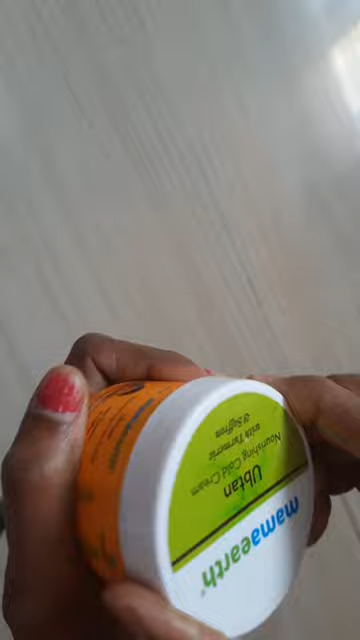 mamaearth®
Ubtan
Nourishing Cold Cream
with Turmeric
& Saffron